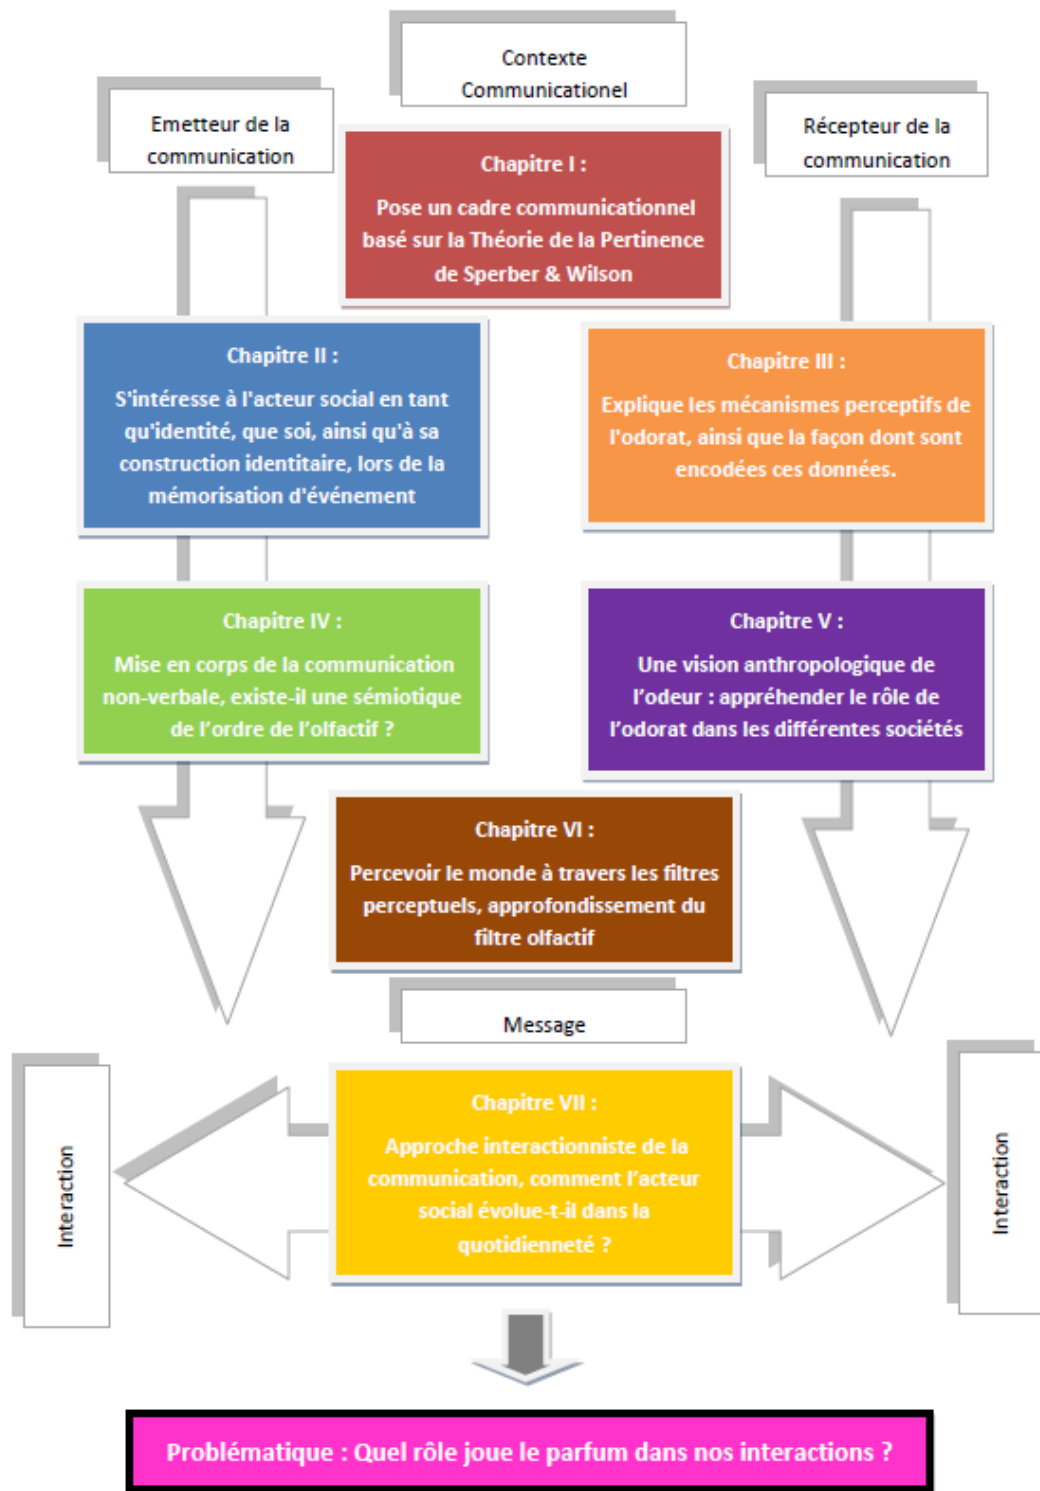 Contexte
Communicationel
Emetteur de la
communication
Récepteur de la
communication
Chapitre I :
Pose un cadre communicationnel
basé sur la Théorie de la Pertinence
de Sperber & Wilson
Chapitre II :
S'intéresse à l'acteur social en tant
qu'identité, que soi, ainsi qu'à sa
construction identitaire, lors de la
mémorisation d'événement
Chapitre III :
Explique les mécanismes perceptifs de
l'odorat, ainsi que la façon dont sont
encodées ces données.
Chapitre IV :
Mise en corps de la communication
non-verbale, existe-il une sémiotique
de l’ordre de l’olfactif ?
Chapitre V :
Une vision anthropologique de
l’odeur : appréhender le rôle de
l’odorat dans les différentes sociétés
Chapitre VI :
Percevoir le monde à travers les filtres
perceptuels, approfondissement du
filtre olfactif
Message
Chapitre VII :
Approche interactionniste de la
communication, comment l’acteur
social évolue-t-il dans la
quotidienneté ?
Interaction
Interaction
Problématique : Quel rôle joue le parfum dans nos interactions ?